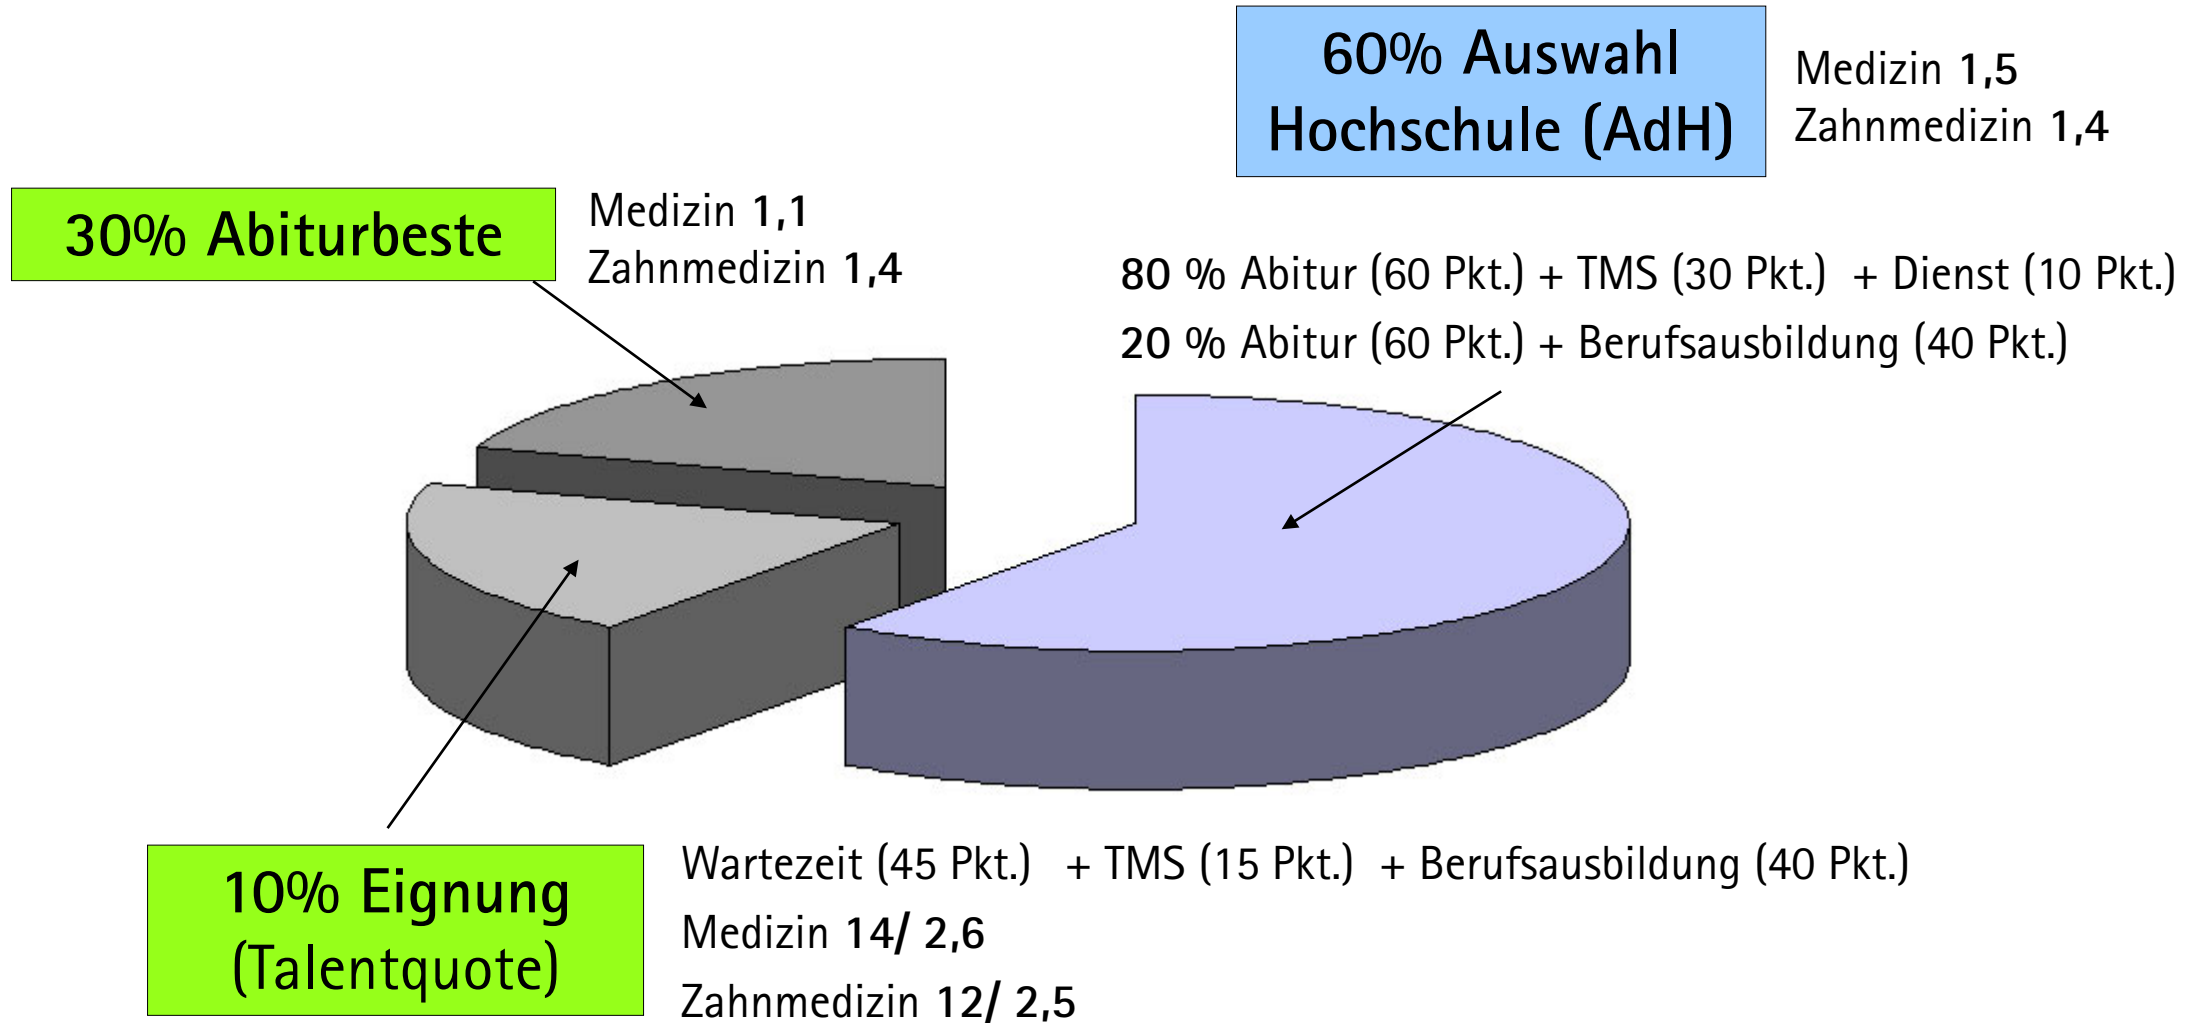 60% Auswahl
Hochschule (AdH)
Medizin 1,5
Zahnmedizin 1,4
30% Abiturbeste
Medizin 1,1
Zahnmedizin 1,4
80 % Abitur (60 Pkt.) + TMS (30 Pkt.) + Dienst (10 Pkt.)
20 % Abitur (60 Pkt.) + Berufsausbildung (40 Pkt.)
10% Eignung
(Talentquote)
Wartezeit (45 Pkt.) + TMS (15 Pkt.) + Berufsausbildung (40 Pkt.)
Medizin 14/ 2,6
Zahnmedizin 12/ 2,5